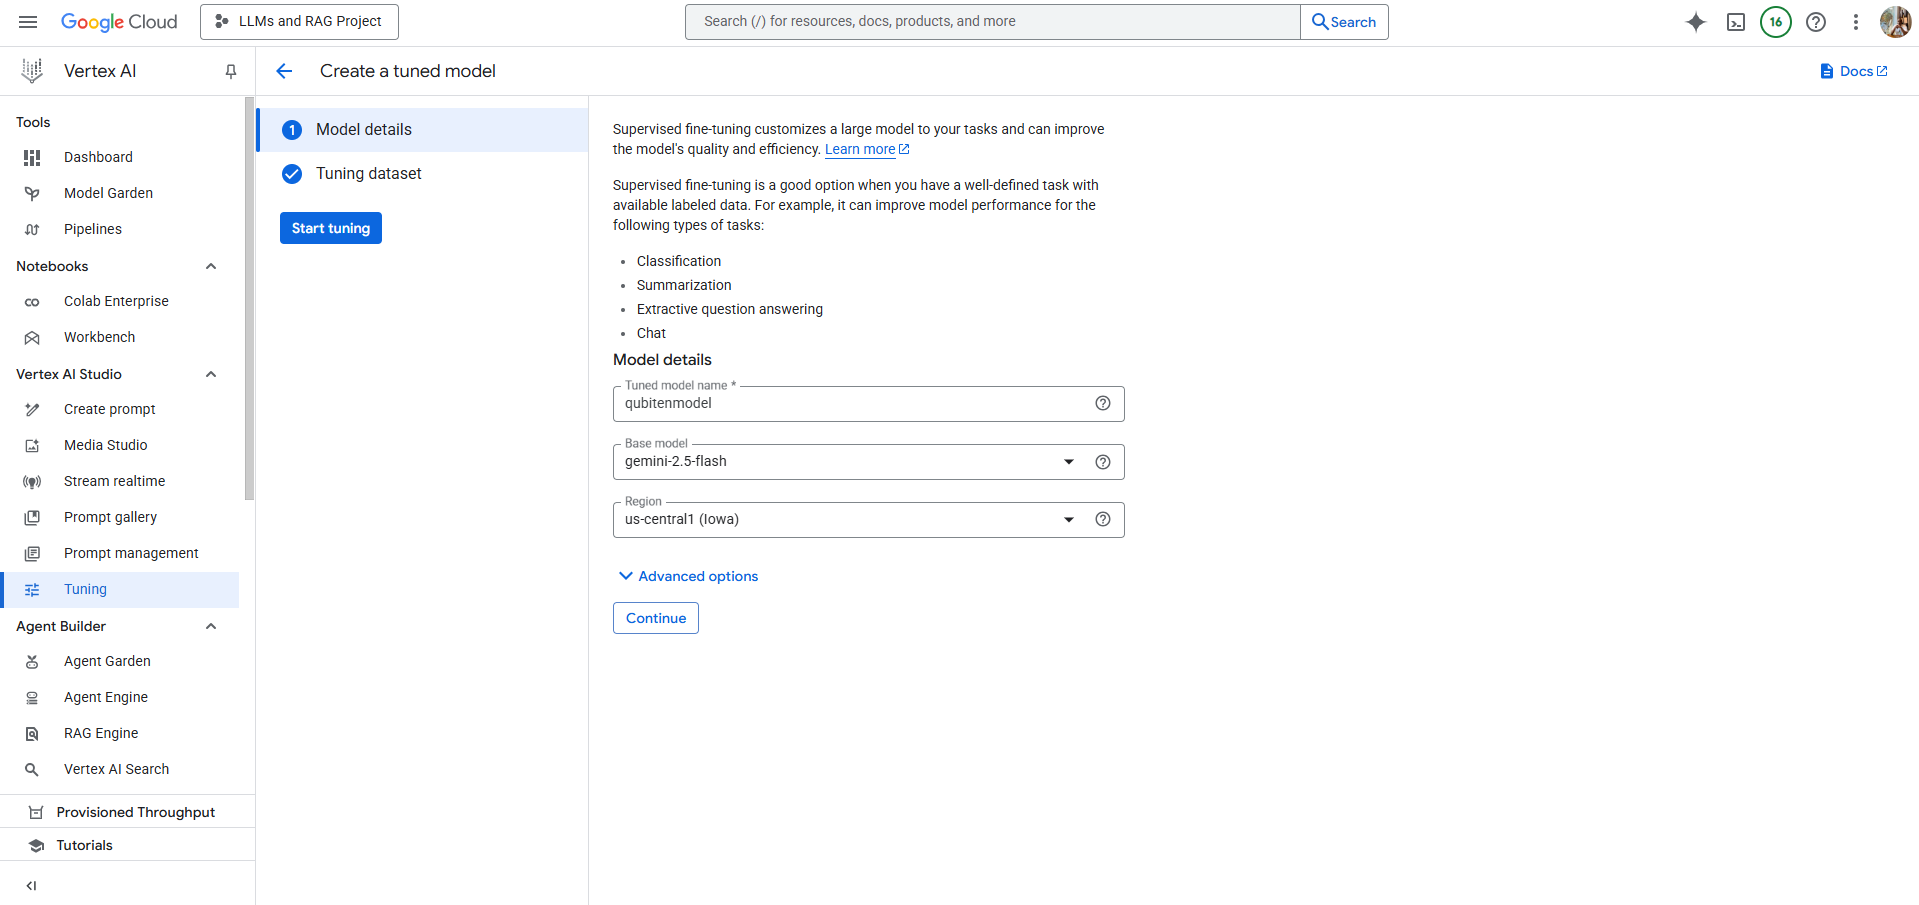 Google Cloud
LLMs and RAG Project
Search (/) for resources, docs, products, and more
Search
16
Vertex AI
Create a tuned model
Docs
Tools
Dashboard
Model Garden
Pipelines
Notebooks
Colab Enterprise
Workbench
Vertex AI Studio
Create prompt
Media Studio
Stream realtime
Prompt gallery
Prompt management
Tuning
Agent Builder
Agent Garden
Agent Engine
RAG Engine
Vertex AI Search
Provisioned Throughput
Tutorials
1 Model details
Tuning dataset
Start tuning
Supervised fine-tuning customizes a large model to your tasks and can improve
the model's quality and efficiency. Learn more
Supervised fine-tuning is a good option when you have a well-defined task with
available labeled data. For example, it can improve model performance for the
following types of tasks:
• Classification
• Summarization
• Extractive question answering
• Chat
Model details
Tuned model name *
qubitenmodel
Base model
gemini-2.5-flash
Region
us-central1 (Iowa)
Advanced options
Continue